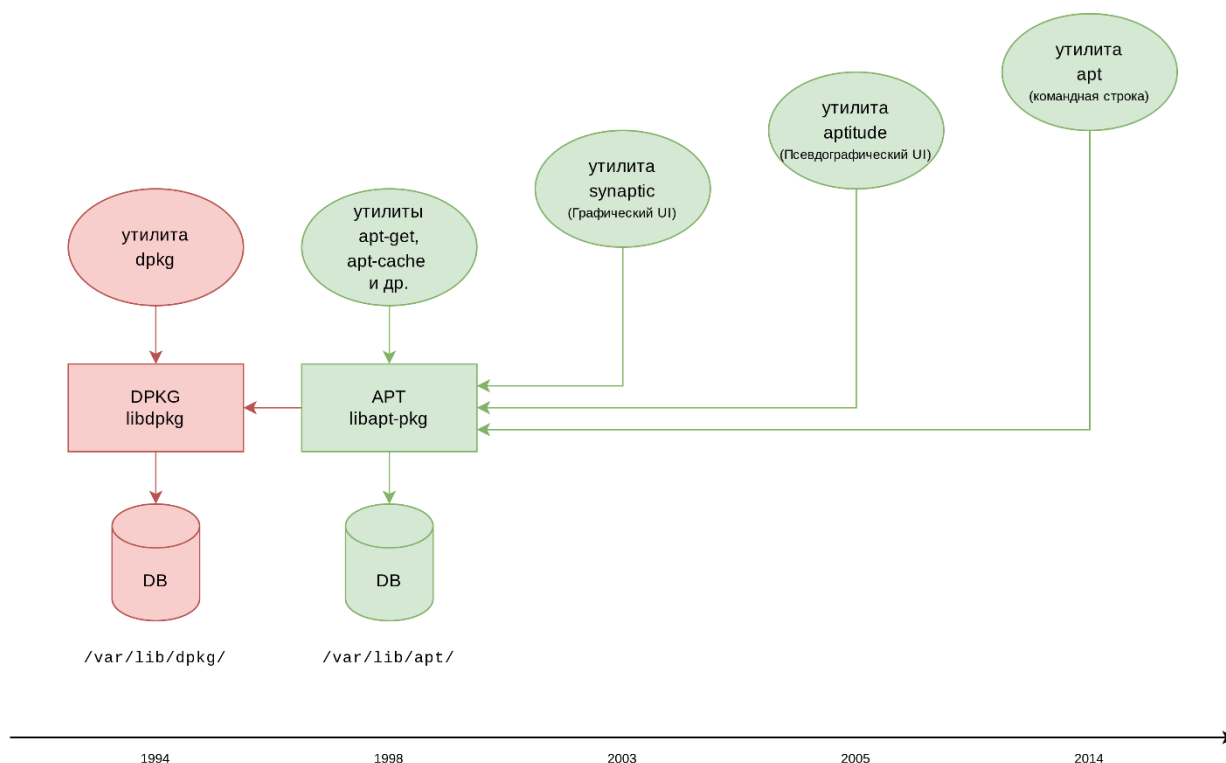 утилита
apt
(командная строка)
утилита
aptitude
(Псевдографический UI)
утилита
synaptic
(Графический UI)
утилита
dpkg
утилиты
apt-get,
apt-cache
и др.
DPKG
libdpkg
APT
libapt-pkg
DB
DB
/var/lib/dpkg/
/var/lib/apt/
1994
1998
2003
2005
2014